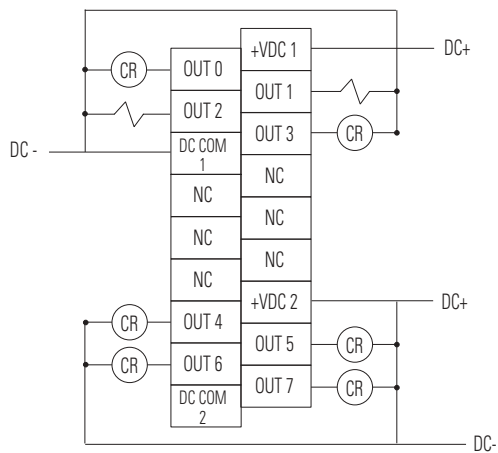 +VDC 1
DC+
CR
OUT 0
OUT 1
OUT 2
OUT 3
CR
DC -
DC COM
1
NC
NC
NC
NC
NC
NC
+VDC 2
DC+
CR
OUT 4
OUT 5
CR
CR
OUT 6
OUT 7
CR
DC COM
2
DC-